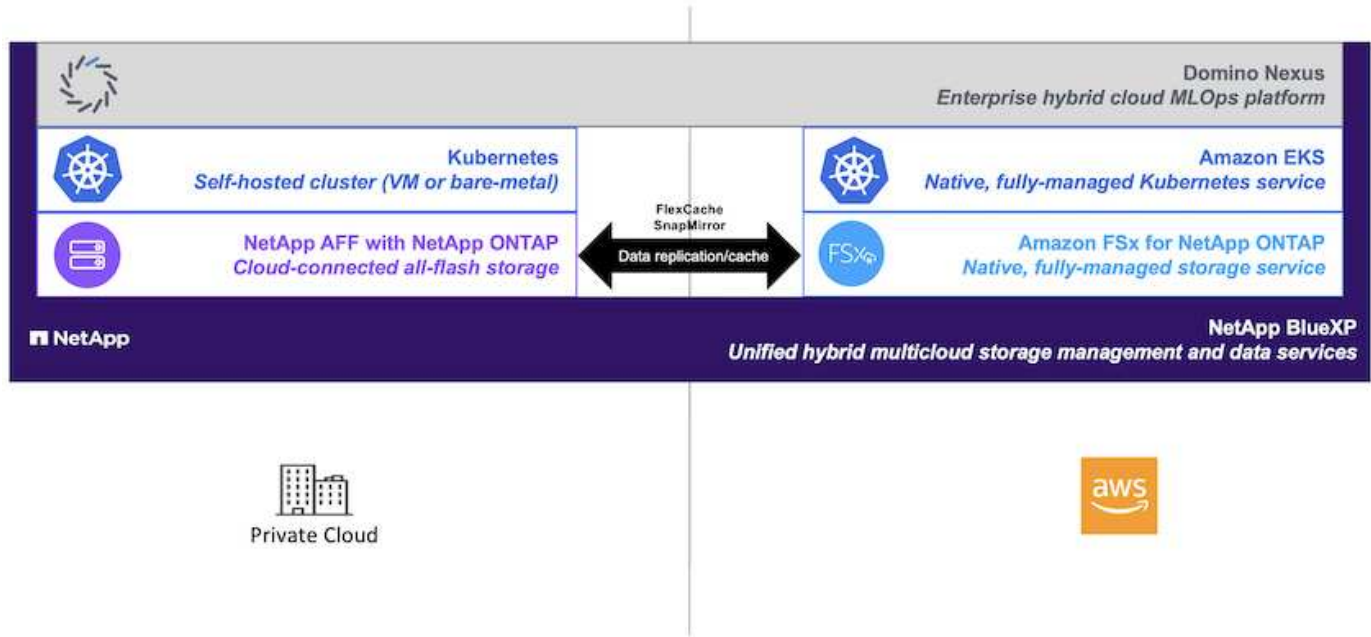 Domino Nexus
Enterprise hybrid cloud MLOps platform
Kubernetes
Self-hosted cluster (VM or bare-metal)
Amazon EKS
Native, fully-managed Kubernetes service
FlexCache
SnapMirror
Data replication/cache
NetApp AFF with NetApp ONTAP
Cloud-connected all-flash storage
FSx
Amazon FSx for NetApp ONTAP
Native, fully-managed storage service
NetApp
NetApp BlueXP
Unified hybrid multicloud storage management and data services
Private Cloud
aws